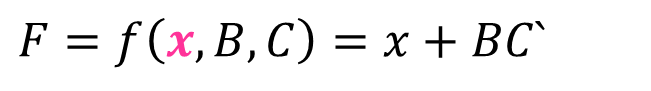 F = f(x, B, C) = x + BC`